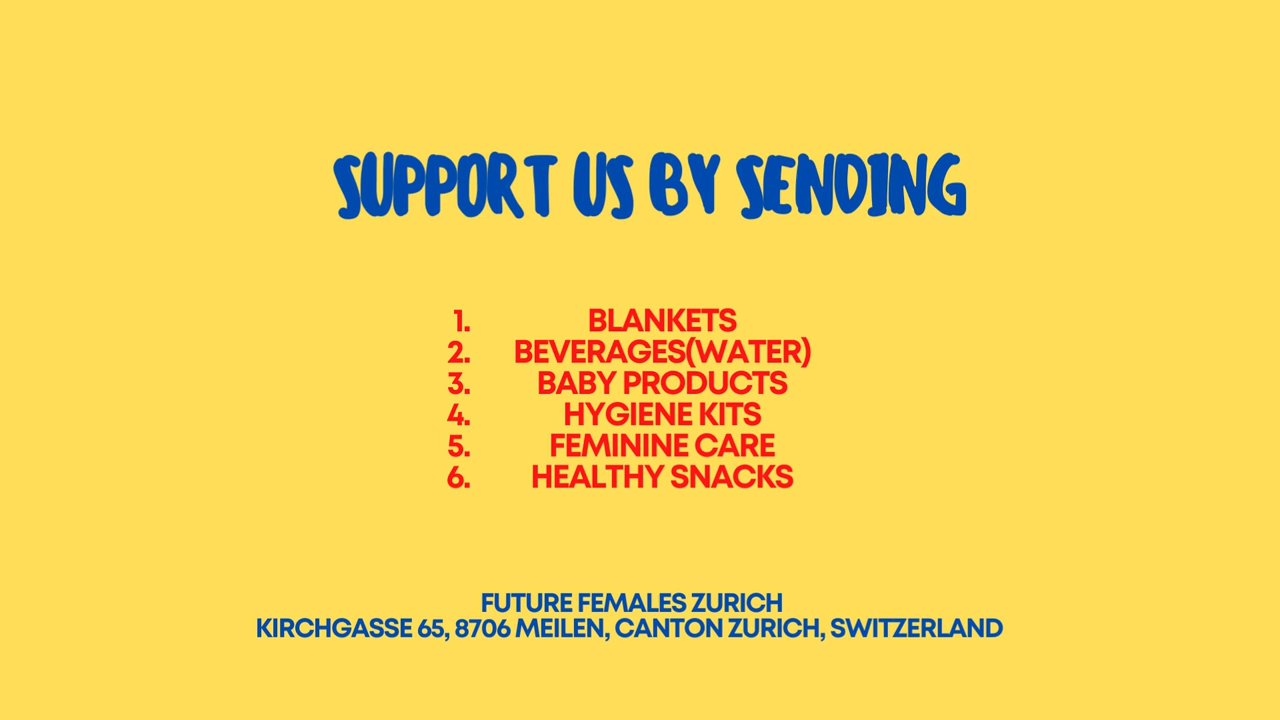 SUPPORT US BY SENDING
1. BLANKETS
2. BEVERAGES(WATER)
3. BABY PRODUCTS
4. HYGIENE KITS
5. FEMININE CARE
6. HEALTHY SNACKS
FUTURE FEMALES ZURICH
KIRCHGASSE 65, 8706 MEILEN, CANTON ZURICH, SWITZERLAND